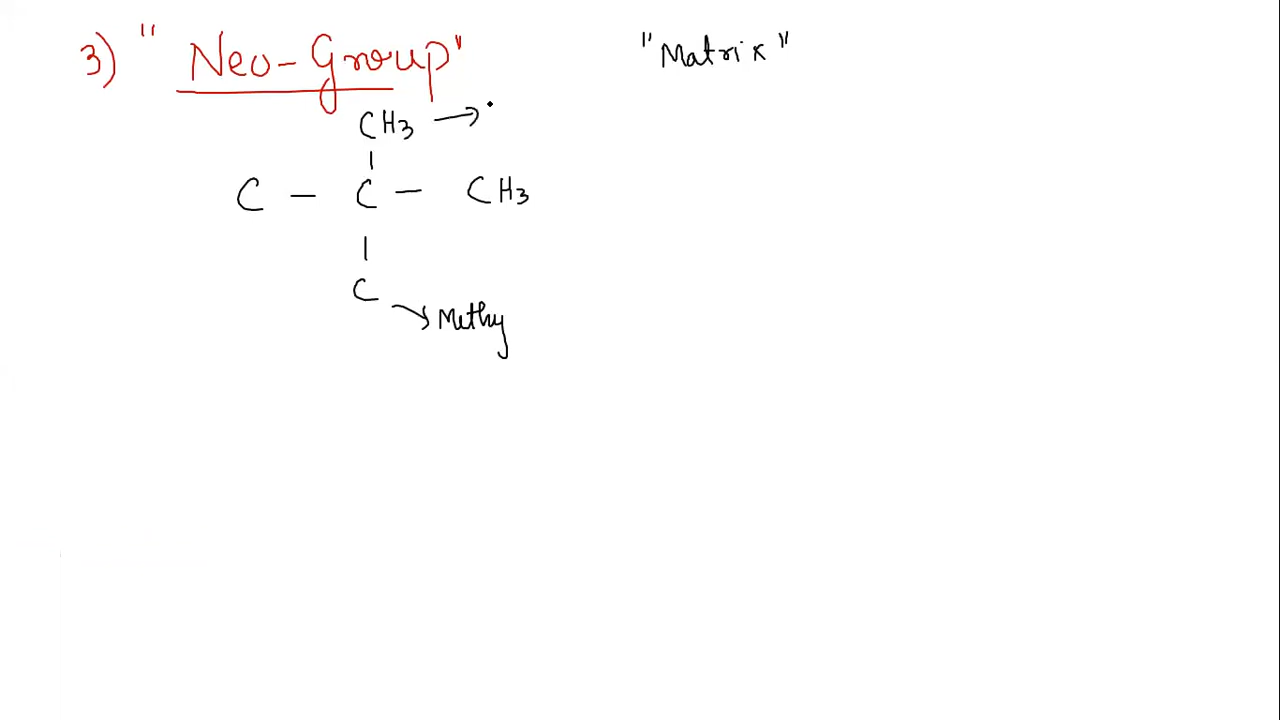 3) " Neo-Group"
"Matrix"
CH3 →
|
C - C - CH3
|
C
→ Methy